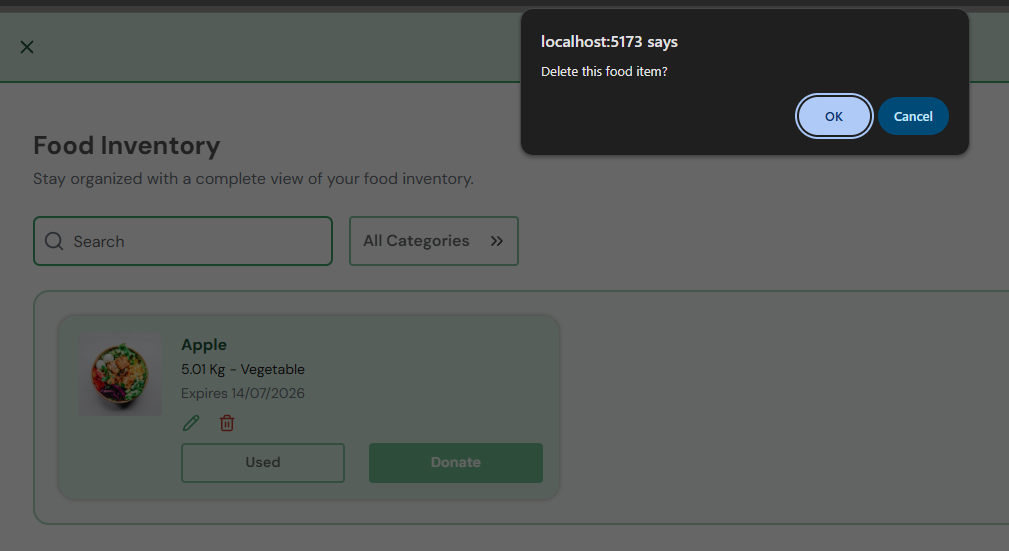 localhost:5173 says
Delete this food item?
OK
Cancel
Food Inventory
Stay organized with a complete view of your food inventory.
Search
All Categories
Apple
5.01 Kg - Vegetable
Expires 14/07/2026
Used
Donate